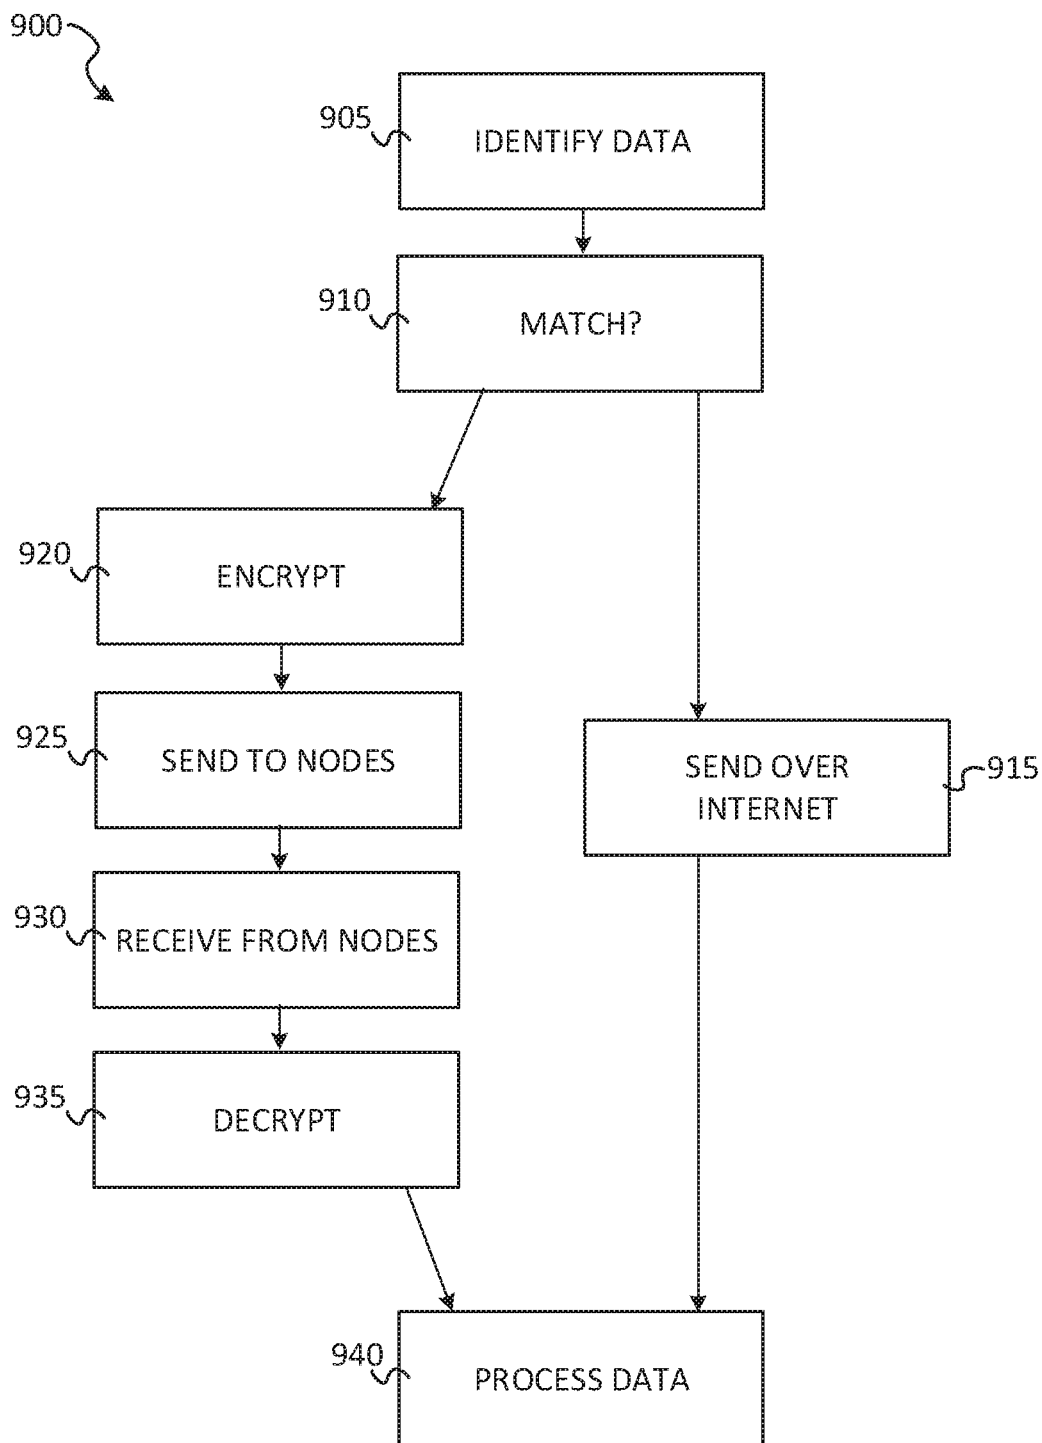 900
905
IDENTIFY DATA
910
MATCH?
920
ENCRYPT
925
SEND TO NODES
SEND OVER
INTERNET
915
930
RECEIVE FROM NODES
935
DECRYPT
940
PROCESS DATA